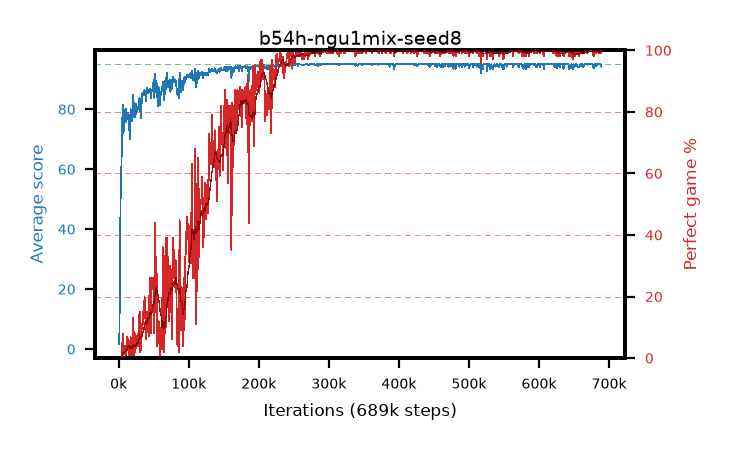 b54h-ngu1mix-seed8
Average score
80
60
40
20
0
100
80
60
40
20
0
Perfect game %
0k 100k 200k 300k 400k 500k 600k 700k
Iterations (689k steps)